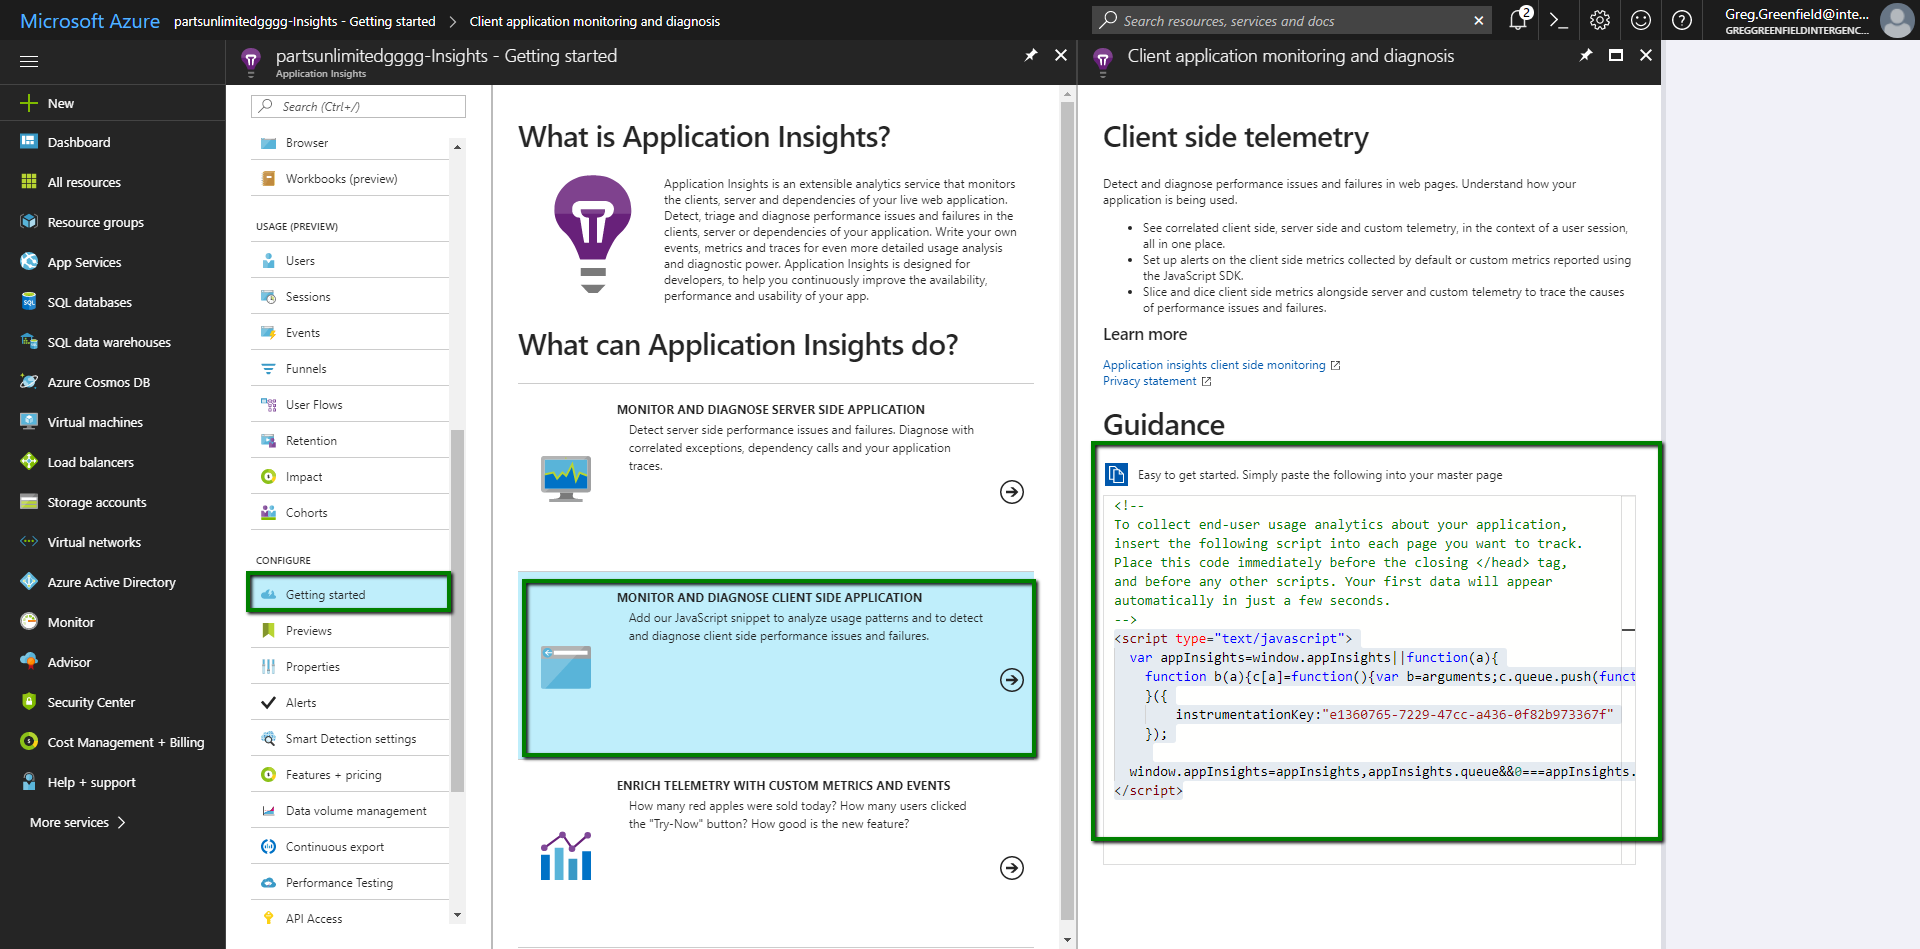 Microsoft Azure
partsunlimitedgggg-Insights - Getting started
Client application monitoring and diagnosis
Search resources, services and docs
2
Greg.Greenfield@inte...
GREGGREENFIELDINTERGENC...
New
Dashboard
All resources
Resource groups
App Services
SQL databases
SQL data warehouses
Azure Cosmos DB
Virtual machines
Load balancers
Storage accounts
Virtual networks
Azure Active Directory
Monitor
Advisor
Security Center
Cost Management + Billing
Help + support
More services
partsunlimitedgggg-Insights - Getting started
Application Insights
Search (Ctrl+/)
Browser
Workbooks (preview)
USAGE (PREVIEW)
Users
Sessions
Events
Funnels
User Flows
Retention
Impact
Cohorts
CONFIGURE
Getting started
Previews
Properties
Alerts
Smart Detection settings
Features + pricing
Data volume management
Continuous export
Performance Testing
API Access
What is Application Insights?
Application Insights is an extensible analytics service that monitors
the clients, server and dependencies of your live web application.
Detect, triage and diagnose performance issues and failures in the
clients, server or dependencies of your application. Write your own
events, metrics and traces for even more detailed usage analysis
and diagnostic power. Application Insights is designed for
developers, to help you continuously improve the availability,
performance and usability of your app.
What can Application Insights do?
MONITOR AND DIAGNOSE SERVER SIDE APPLICATION
Detect server side performance issues and failures. Diagnose with
correlated exceptions, dependency calls and your application
traces.
MONITOR AND DIAGNOSE CLIENT SIDE APPLICATION
Add our JavaScript snippet to analyze usage patterns and to detect
and diagnose client side performance issues and failures.
ENRICH TELEMETRY WITH CUSTOM METRICS AND EVENTS
How many red apples were sold today? How many users clicked
the "Try-Now" button? How good is the new feature?
Client application monitoring and diagnosis
Client side telemetry
Detect and diagnose performance issues and failures in web pages. Understand how your
application is being used.
• See correlated client side, server side and custom telemetry, in the context of a user session,
all in one place.
• Set up alerts on the client side metrics collected by default or custom metrics reported using
the JavaScript SDK.
• Slice and dice client side metrics alongside server and custom telemetry to trace the causes
of performance issues and failures.
Learn more
Application insights client side monitoring
Privacy statement
Guidance
Easy to get started. Simply paste the following into your master page
<!--
To collect end-user usage analytics about your application,
insert the following script into each page you want to track.
Place this code immediately before the closing </head> tag,
and before any other scripts. Your first data will appear
automatically in just a few seconds.
-->
<script type="text/javascript">
var appInsights=window.appInsights||function(a){
function b(a){c[a]=function(){var b=arguments;c.queue.push(funct
}({
instrumentationKey:"e1360765-7229-47cc-a436-0f82b973367f"
});
window.appInsights=appInsights,appInsights.queue&&0===appInsights.
</script>